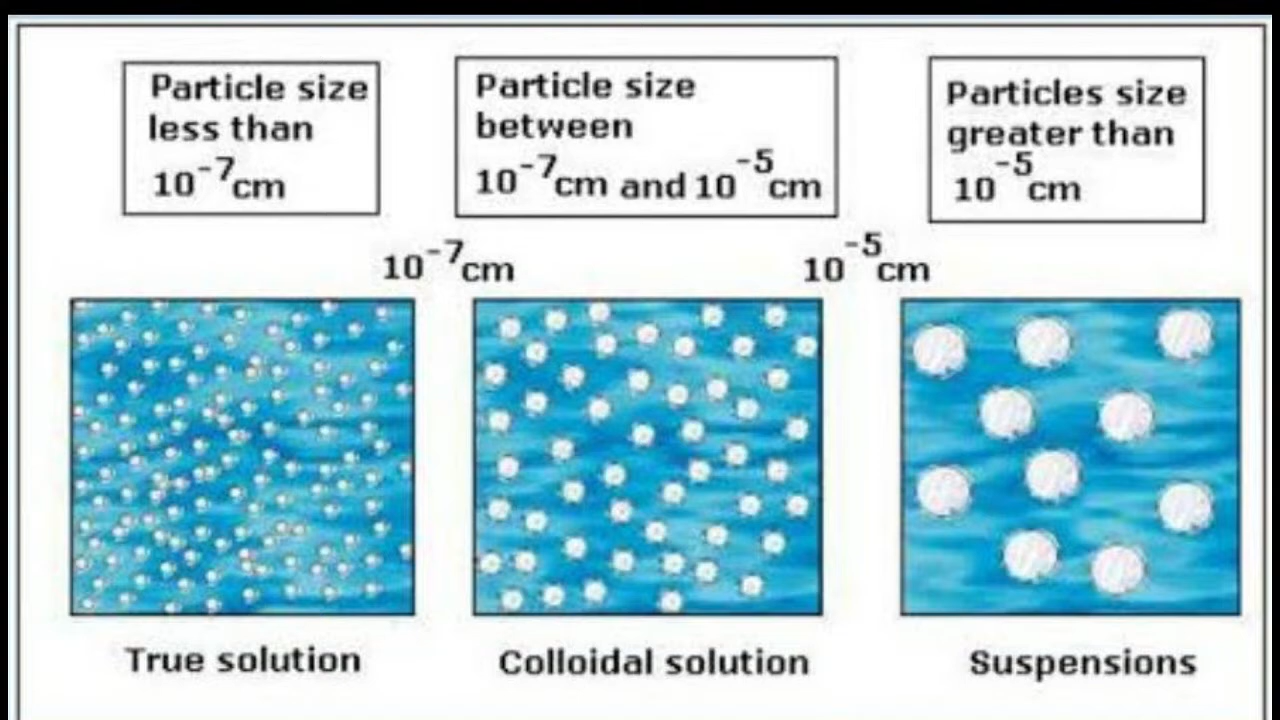 Particle size
less than
10⁻⁷cm
Particle size
between
10⁻⁷cm and 10⁻⁵cm
Particles size
greater than
10⁻⁵cm
10⁻⁷cm
10⁻⁵cm
True solution
Colloidal solution
Suspensions